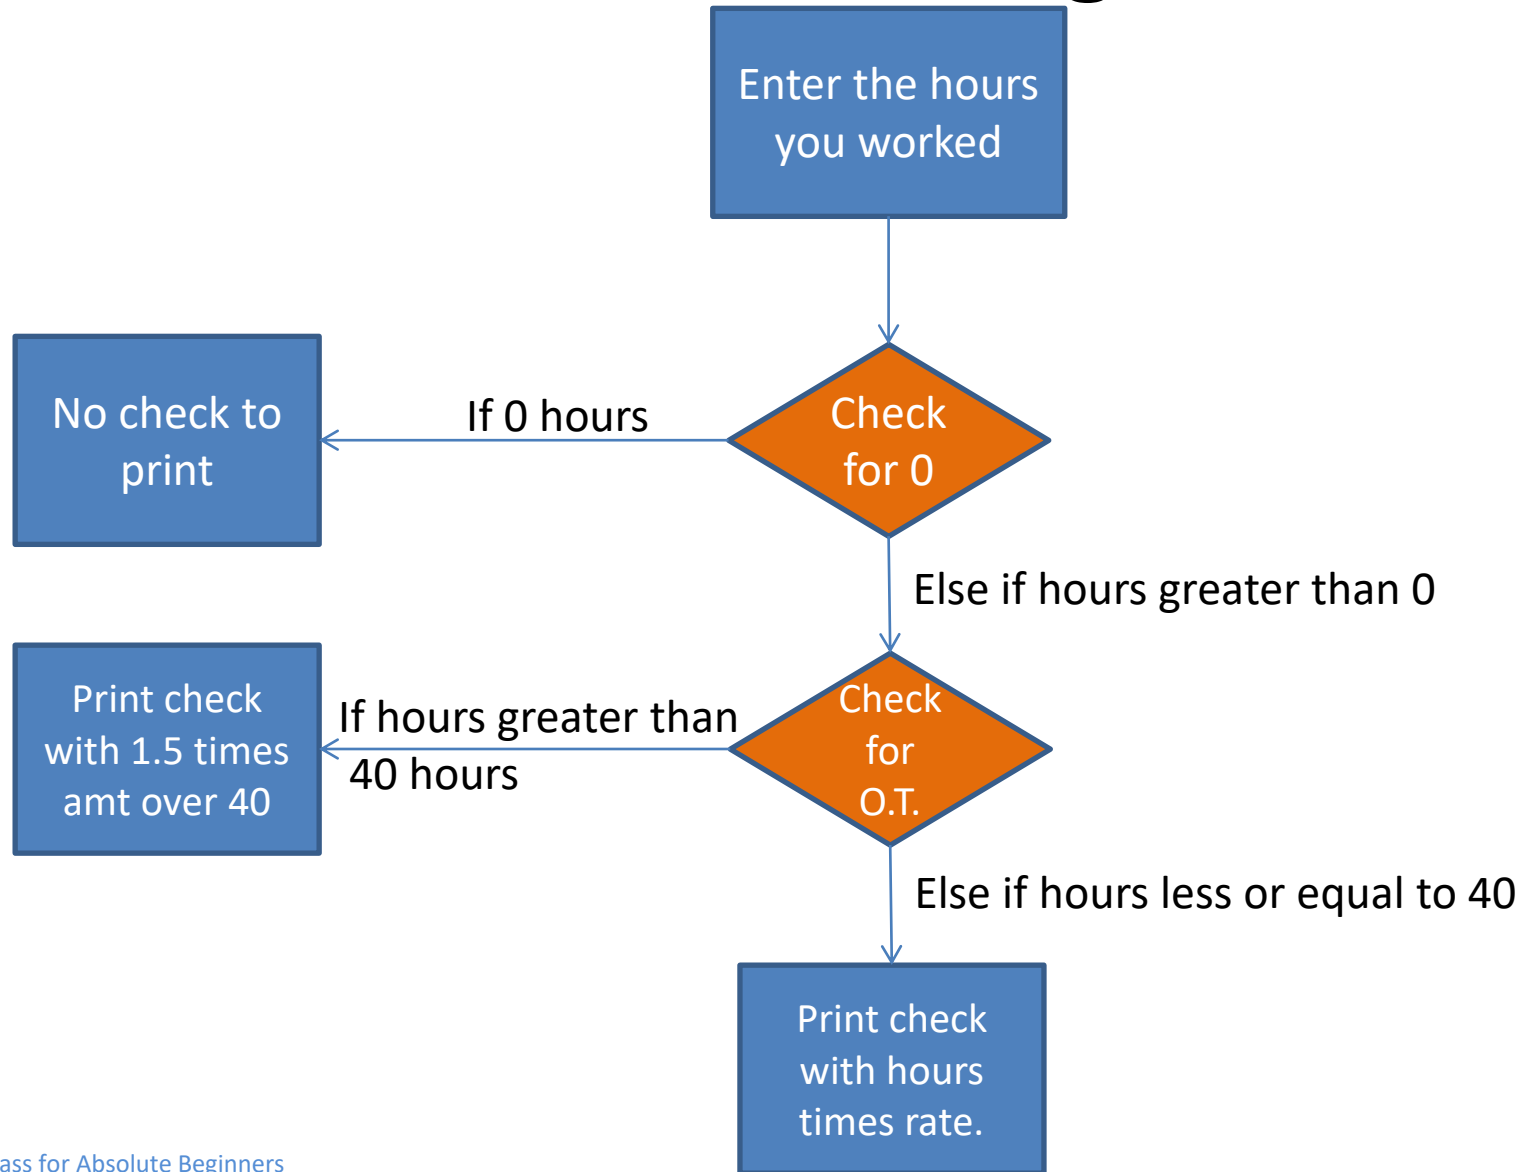 Enter the hours
you worked
No check to
print
If 0 hours
Check
for 0
Else if hours greater than 0
Print check
with 1.5 times
amt over 40
If hours greater than
40 hours
Check
for
O.T.
Else if hours less or equal to 40
Print check
with hours
times rate.
for Absolute Beginners